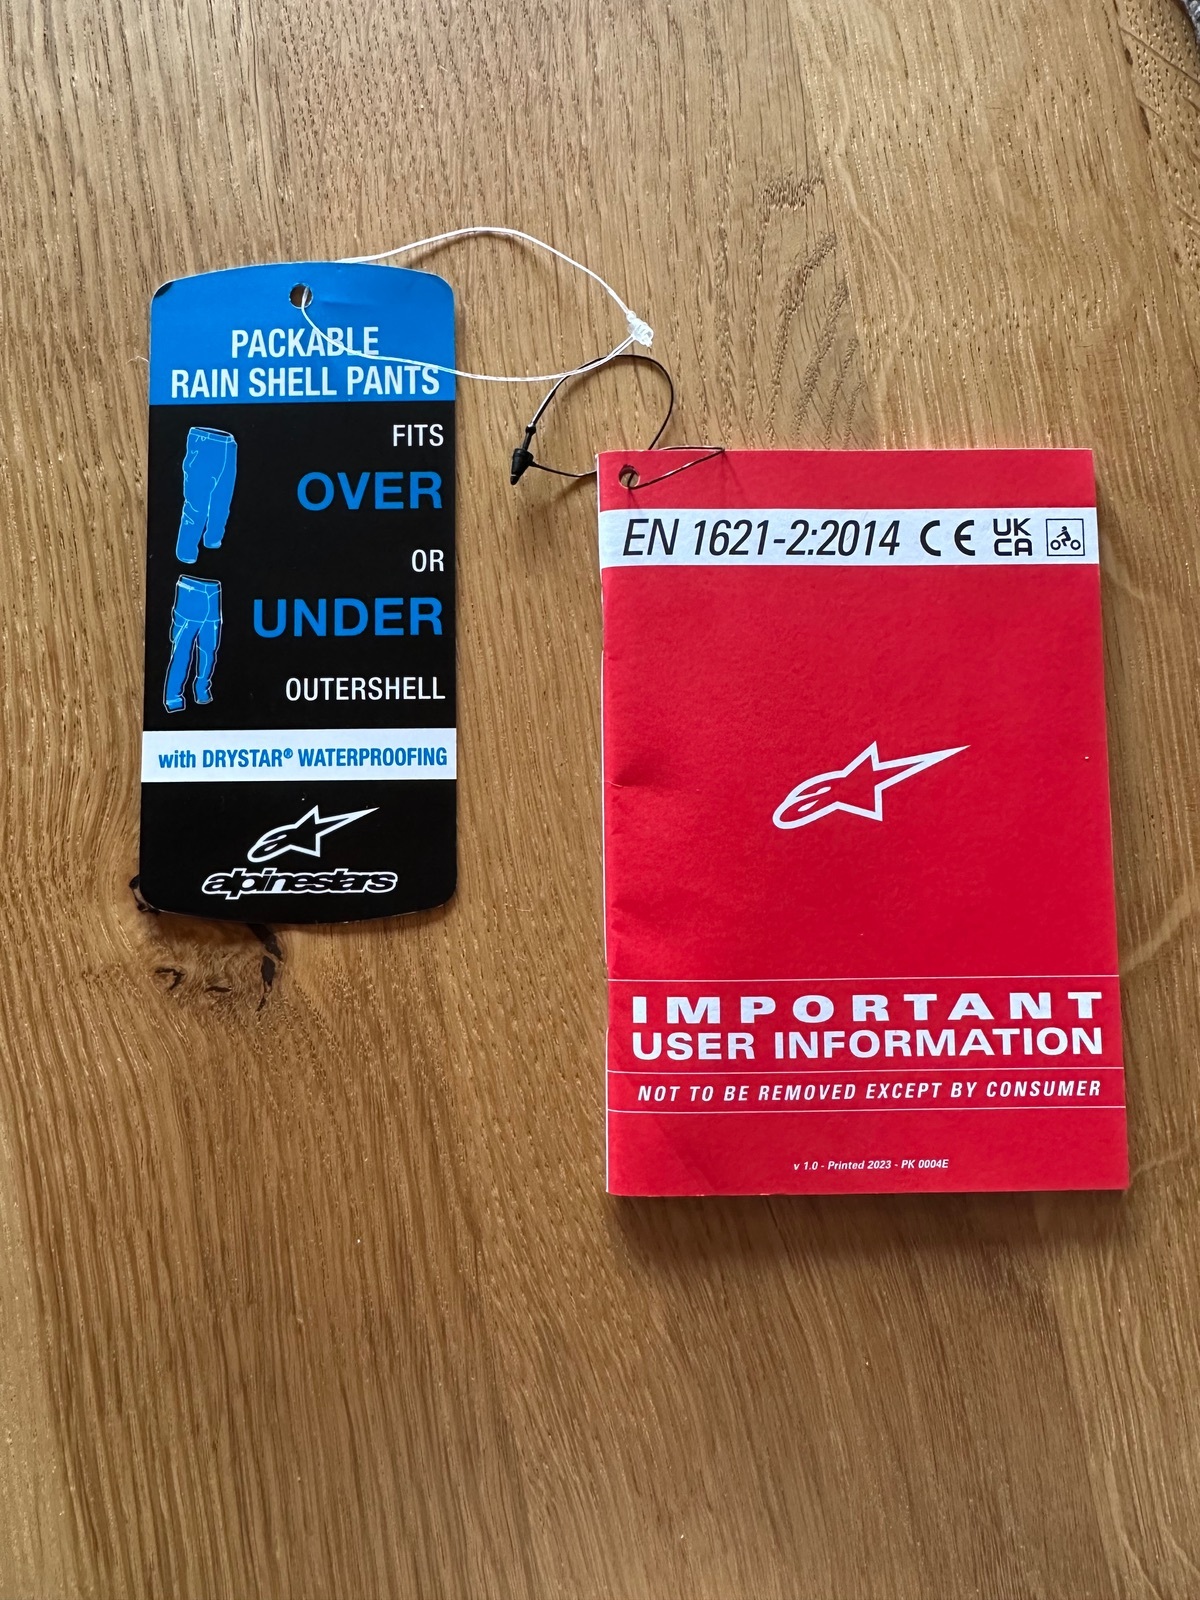 PACKABLE
RAIN SHELL PANTS
FITS
OVER
OR
UNDER
OUTERSHELL
with DRYSTAR® WATERPROOFING
alpinestars
EN 1621-2:2014 CE UK
CA
IMPORTANT
USER INFORMATION
NOT TO BE REMOVED EXCEPT BY CONSUMER
v 1.0 - Printed 2023 - PK 0004E